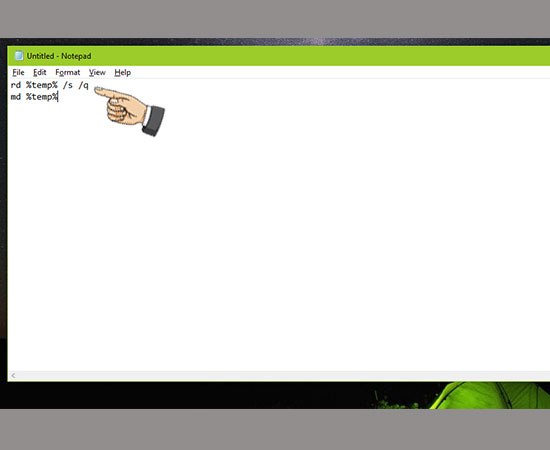 Untitled - Notepad
File Edit Format View Help
rd %temp% /s /q
md %temp%